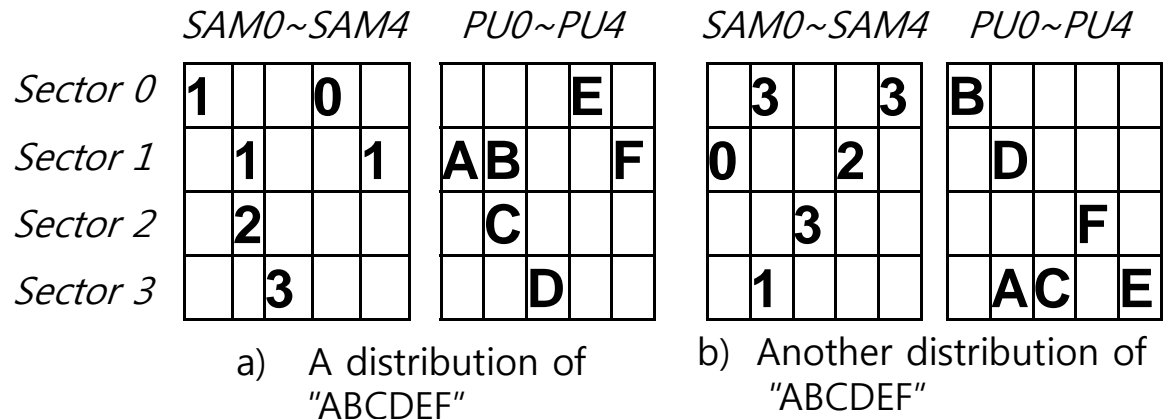 SAM0~SAM4 PU0~PU4 SAM0~SAM4 PU0~PU4
Sector 0 1 0 E 3 3 B
Sector 1 1 1 A B F 0 2 D
Sector 2 2 C 3 F
Sector 3 3 D 1 A C E
a) A distribution of
"ABCDEF"
b) Another distribution of
"ABCDEF"